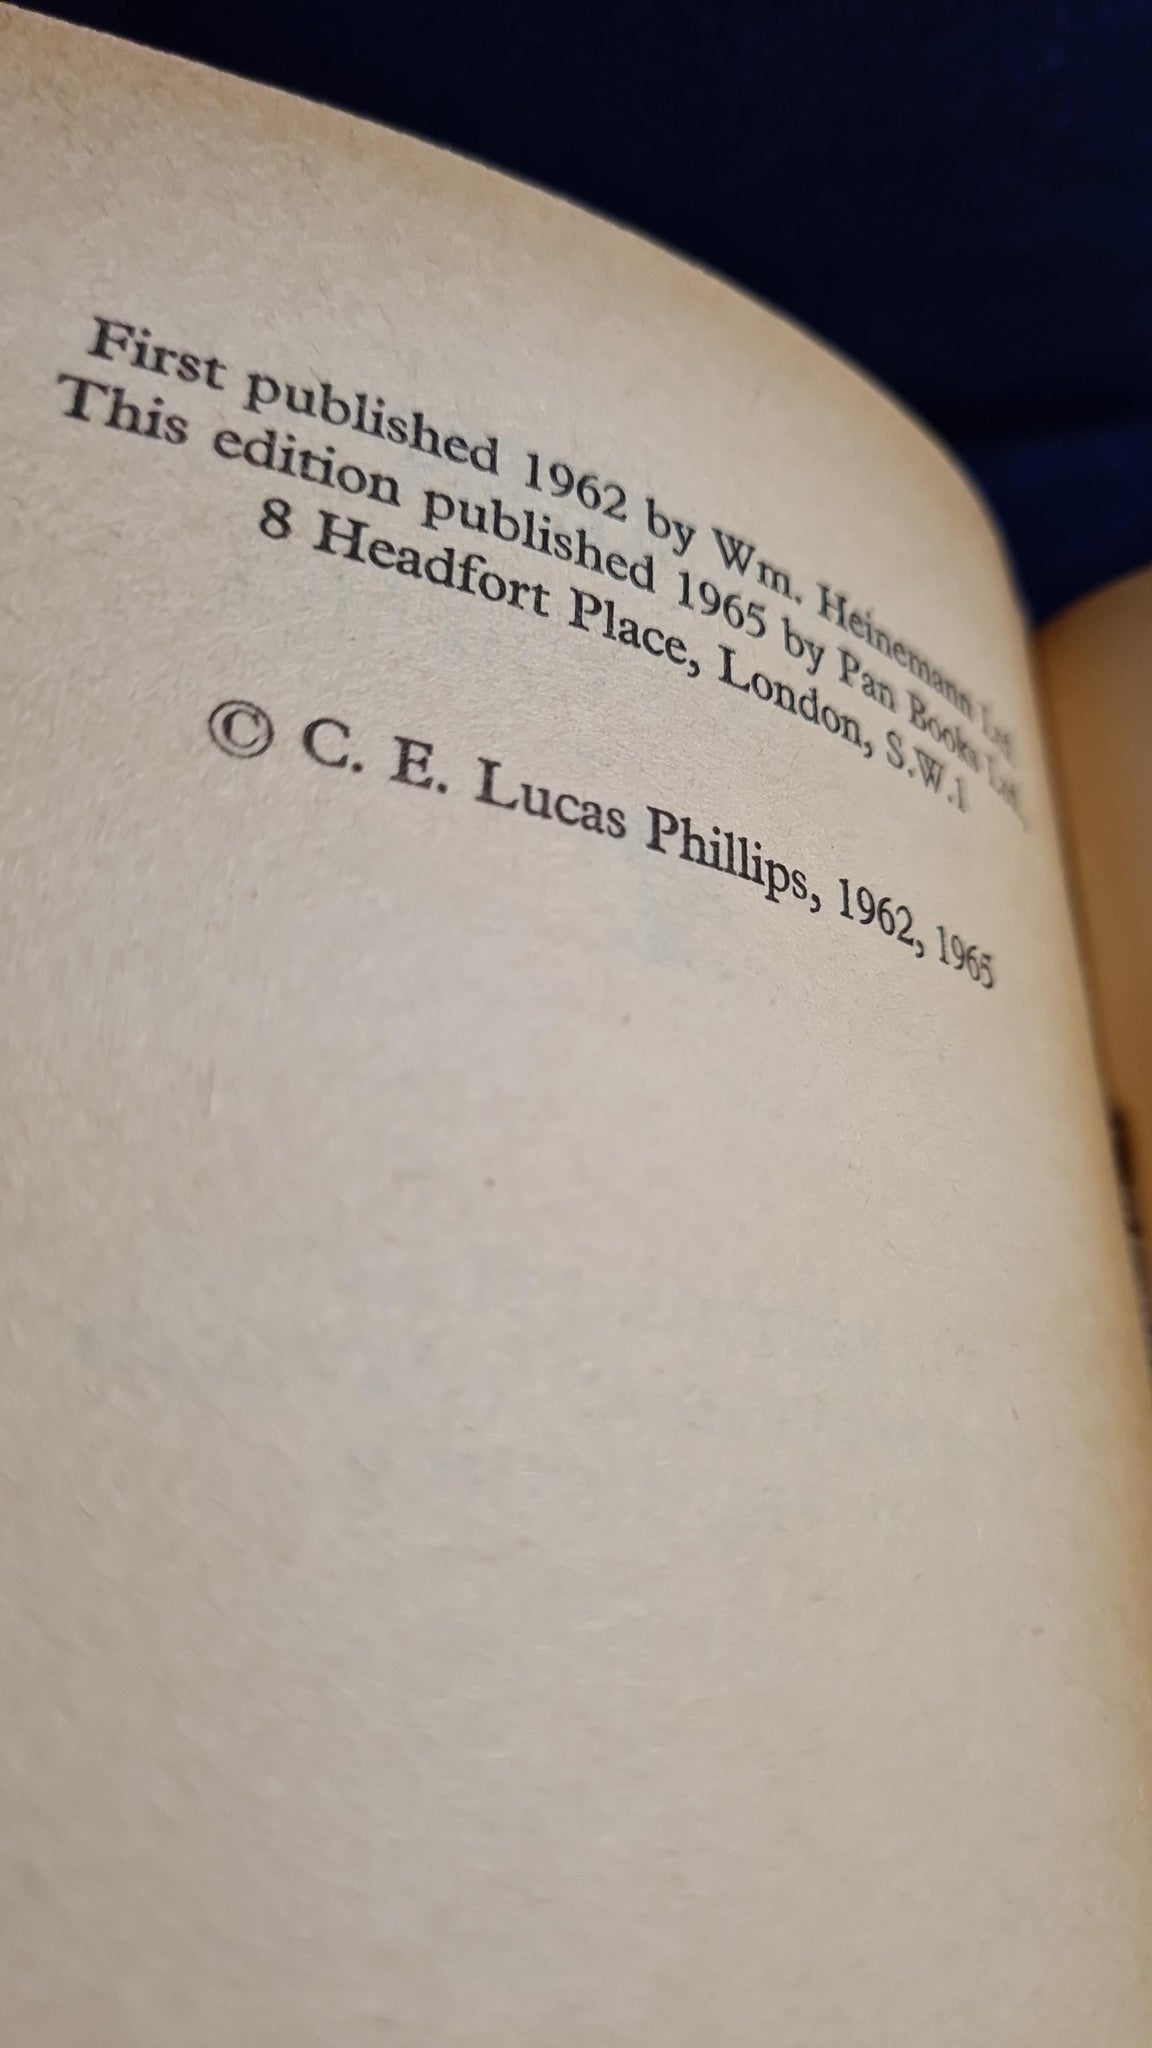 First published 1962 by Wm. Heinemann Ltd.
This edition published 1965 by Pan Books Ltd.,
8 Headfort Place, London, S.W.1
© C. E. Lucas Phillips, 1962, 1965